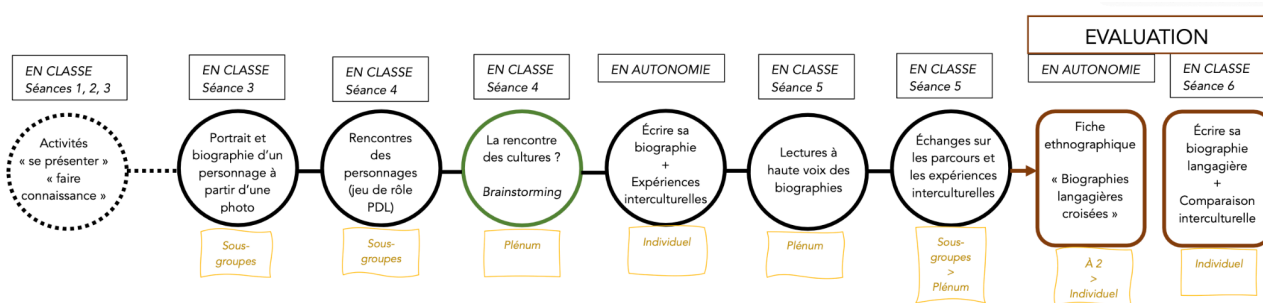 EVALUATION
EN CLASSE
Séances 1, 2, 3
EN CLASSE
Séance 3
EN CLASSE
Séance 4
EN CLASSE
Séance 4
EN AUTONOMIE
EN CLASSE
Séance 5
EN CLASSE
Séance 5
EN AUTONOMIE
EN CLASSE
Séance 6
Activités
« se présenter »
« faire
connaissance »
Portrait et
biographie d’un
personnage à
partir d’une
photo
Rencontres
des
personnages
(jeu de rôle
PDL)
La rencontre
des cultures ?
Brainstorming
Écrire sa
biographie
+
Expériences
interculturelles
Lectures à
haute voix des
biographies
Échanges sur
les parcours et
les expériences
interculturelles
Fiche
ethnographique
« Biographies
langagières
croisées »
Écrire sa
biographie
langagière
+
Comparaison
interculturelle
Sous-
groupes
Sous-
groupes
Plénum
Individuel
Plénum
Sous-
groupes
>
Plénum
À 2
>
Individuel
Individuel